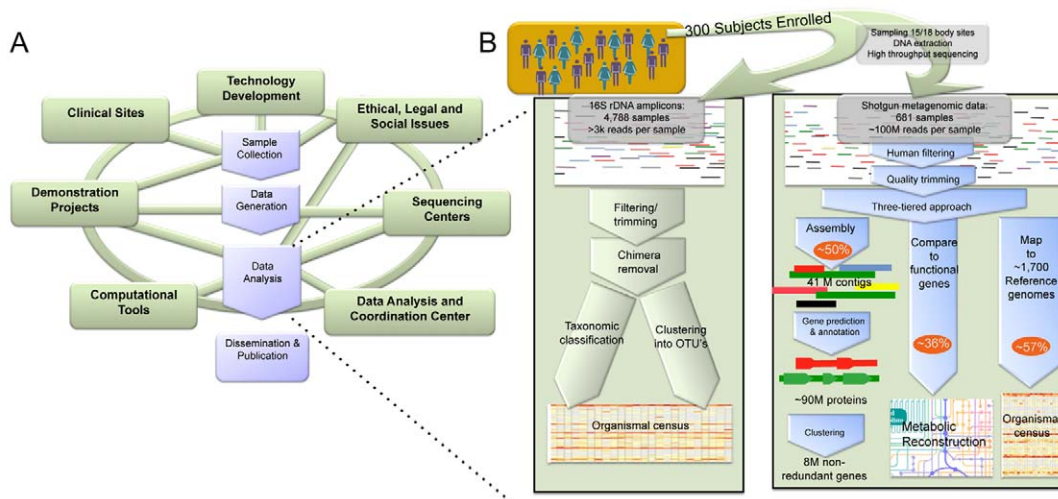 A
Technology
Development
Clinical Sites
Ethical, Legal and
Social Issues
Sample
Collection
Demonstration
Projects
Data
Generation
Sequencing
Centers
Data
Analysis
Computational
Tools
Data Analysis and
Coordination Center
Dissemination &
Publication
B
300 Subjects Enrolled
Sampling 15/18 body sites
DNA extraction
High throughput sequencing
16S rDNA amplicons:
4,788 samples
>3k reads per sample
Filtering/
trimming
Chimera
removal
Taxonomic
classification
Clustering
into OTU's
Organismal census
Shotgun metagenomic data:
681 samples
~100M reads per sample
Human filtering
Quality trimming
Three-tiered approach
Assembly
~50%
41 M contigs
Gene prediction
& annotation
~90M proteins
Clustering
8M non-
redundant genes
Compare
to
functional
genes
~36%
Metabolic
Reconstruction
Map
to
~1,700
Reference
genomes
~57%
Organismal
census